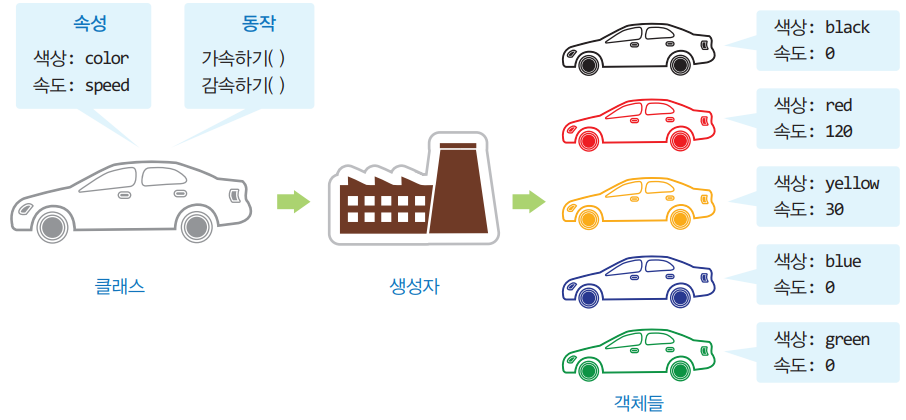 속성
색상: color
속도: speed
동작
가속하기( )
감속하기( )
클래스
생성자
색상: black
속도: 0
색상: red
속도: 120
색상: yellow
속도: 30
색상: blue
속도: 0
색상: green
속도: 0
객체들